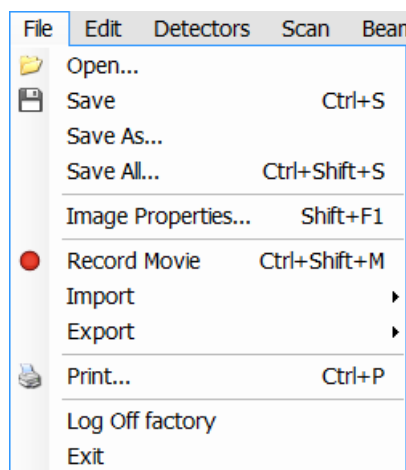 File Edit Detectors Scan
Open...
Save Ctrl+S
Save As...
Save All... Ctrl+Shift+S
Image Properties... Shift+F1
Record Movie Ctrl+Shift+M
Import
Export
Print... Ctrl+P
Log Off factory
Exit